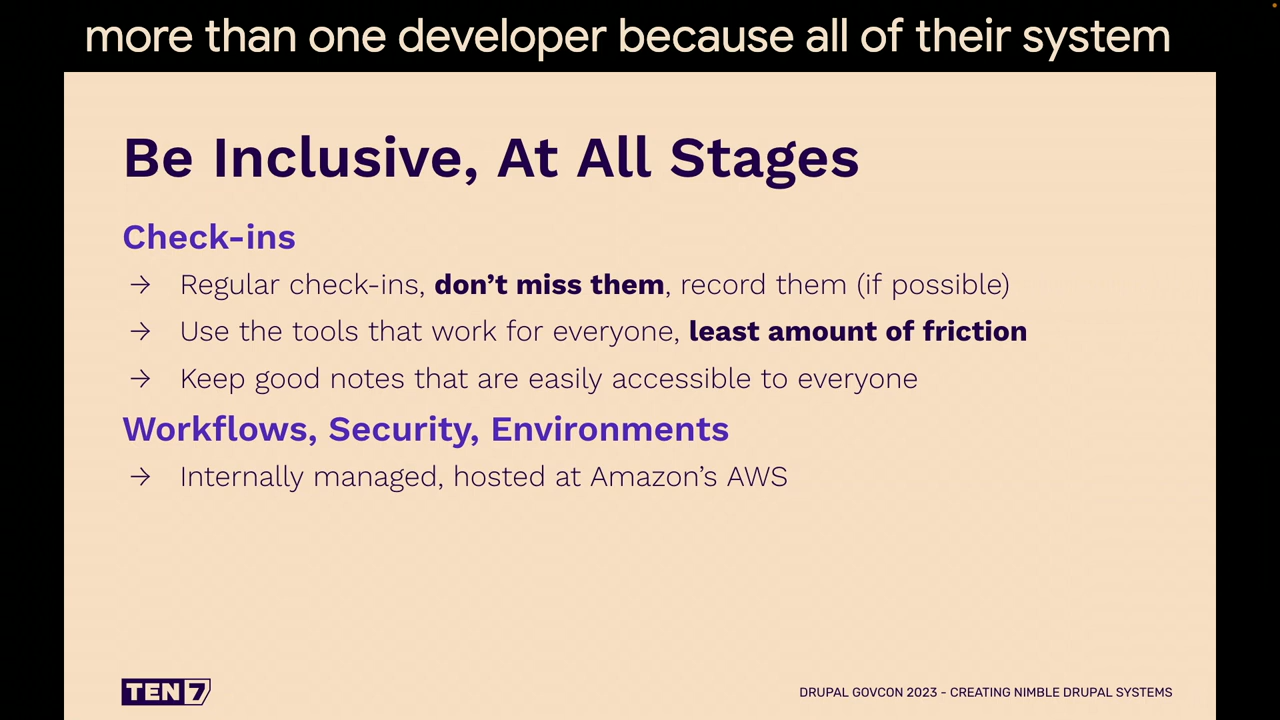 more than one developer because all of their system
Be Inclusive, At All Stages
Check-ins
→ Regular check-ins, don’t miss them, record them (if possible)
→ Use the tools that work for everyone, least amount of friction
→ Keep good notes that are easily accessible to everyone
Workflows, Security, Environments
→ Internally managed, hosted at Amazon’s AWS
TEN7
DRUPAL GOVCON 2023 - CREATING NIMBLE DRUPAL SYSTEMS